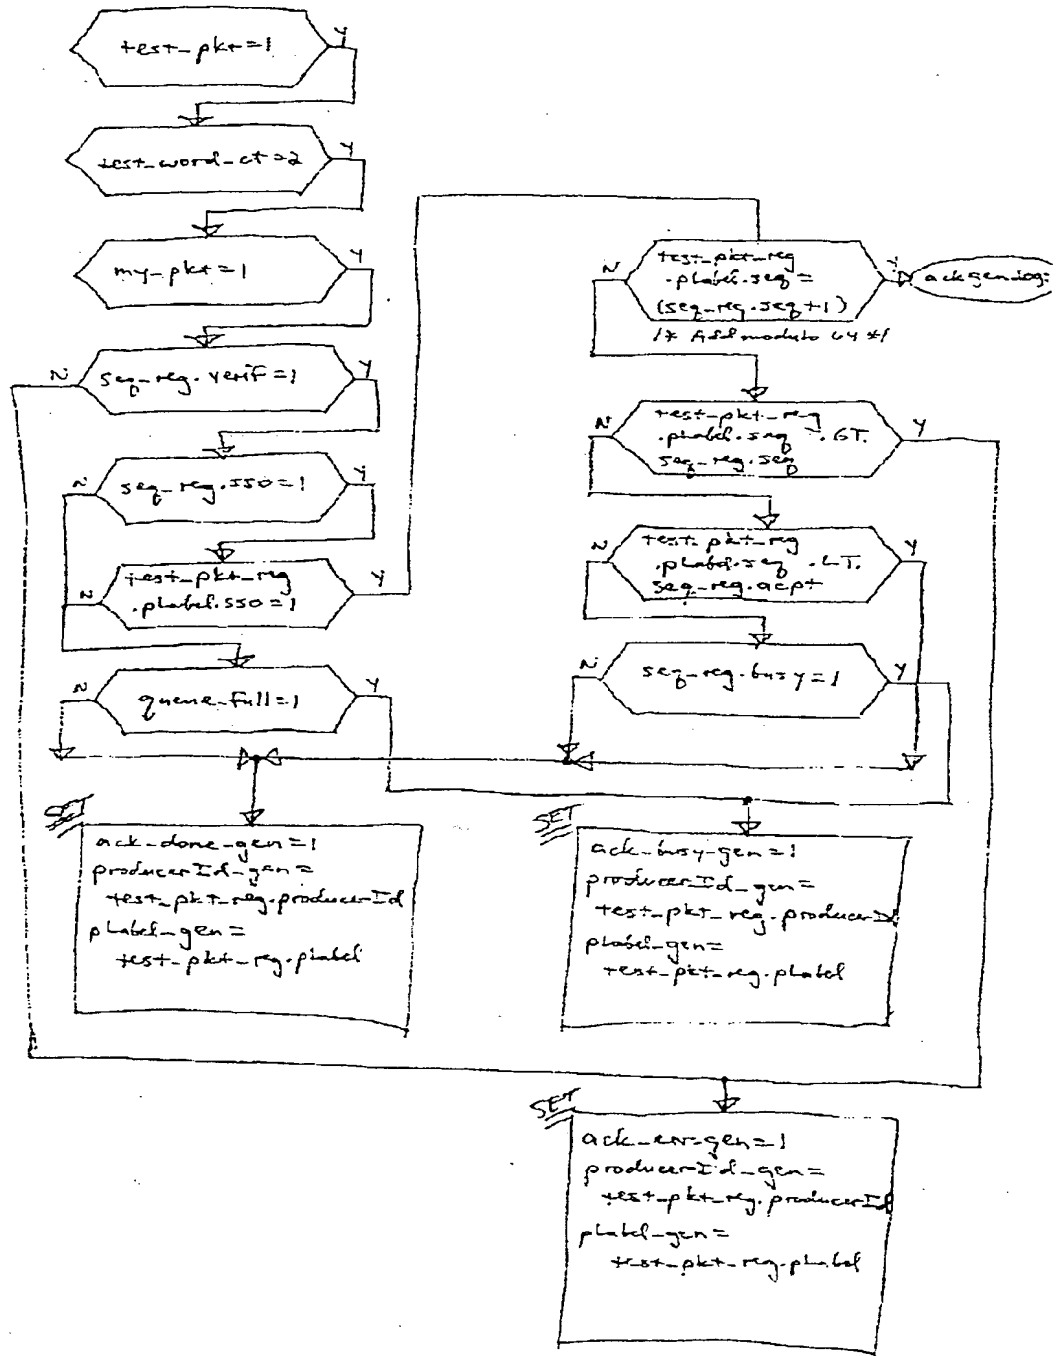 test_pkt=1
Y
test_word_ct=2
Y
my_pkt=1
Y
N
seq_reg.verif=1
Y
N
seq_reg.sso=1
Y
N
test_pkt_reg
.plabel.sso=1
Y
N
queue_full=1
Y
N
test_pkt_reg
.plabel.seq=
(seq_reg.seq+1)
/* Add modulo 64 */
Y
N
test_pkt_reg
.plabel.seq .GT.
seq_reg.seq
Y
N
test_pkt_reg
.plabel.seq .LT.
seq_reg.acpt
Y
N
seq_reg.busy=1
Y
SET
ack_done_gen=1
producerId_gen=
test_pkt_reg.producerId
plabel_gen=
test_pkt_reg.plabel
SET
ack_busy_gen=1
producerId_gen=
test_pkt_reg.producerId
plabel_gen=
test_pkt_reg.plabel
SET
ack_err_gen=1
producerId_gen=
test_pkt_reg.producerId
plabel_gen=
test_pkt_reg.plabel